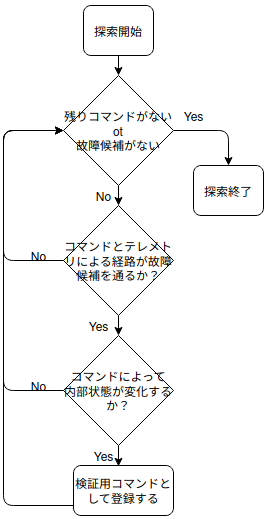 探索開始
残りコマンドがない
ot
故障候補がない
Yes
探索終了
No
コマンドとテレメト
リによる経路が故障
候補を通るか？
No
Yes
コマンドによって
内部状態が変化する
か？
No
Yes
検証用コマンドと
して登録する